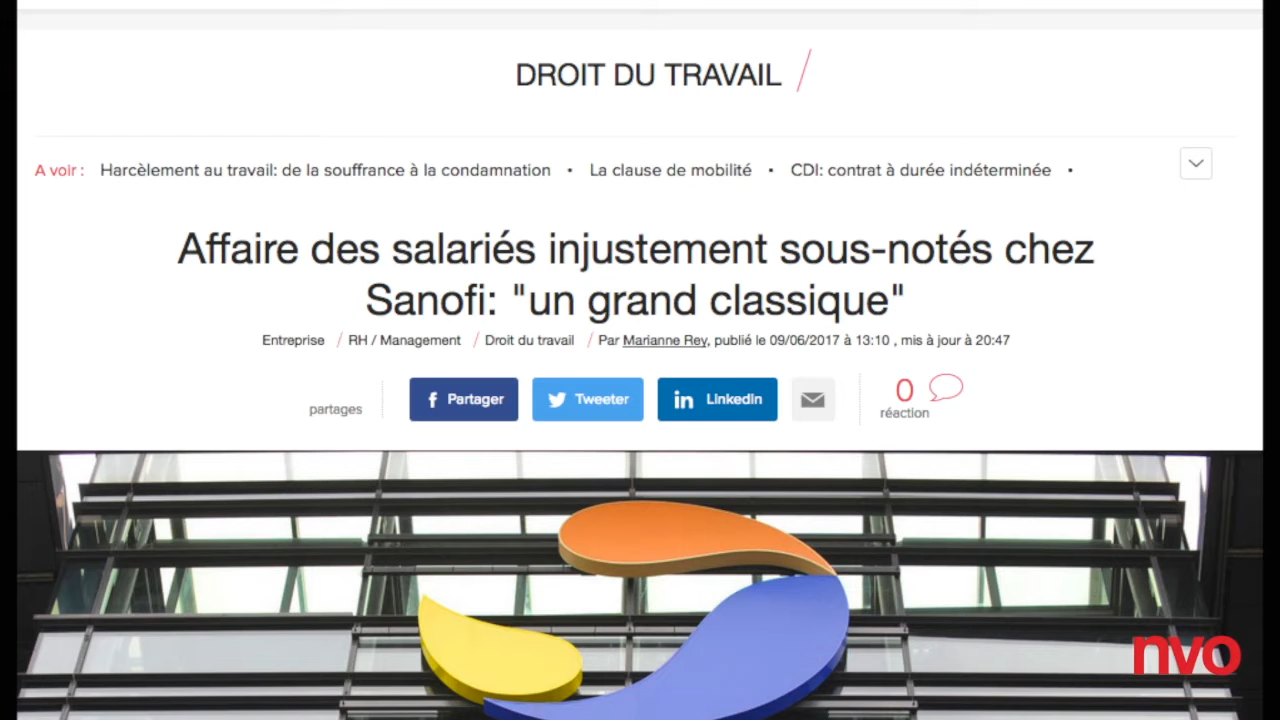 DROIT DU TRAVAIL /
A voir : Harcèlement au travail: de la souffrance à la condamnation • La clause de mobilité • CDI: contrat à durée indéterminée •
Affaire des salariés injustement sous-notés chez
Sanofi: "un grand classique"
Entreprise / RH / Management / Droit du travail / Par Marianne Rey, publié le 09/06/2017 à 13:10 , mis à jour à 20:47
partages
Partager
Tweeter
LinkedIn
0
réaction
nvo